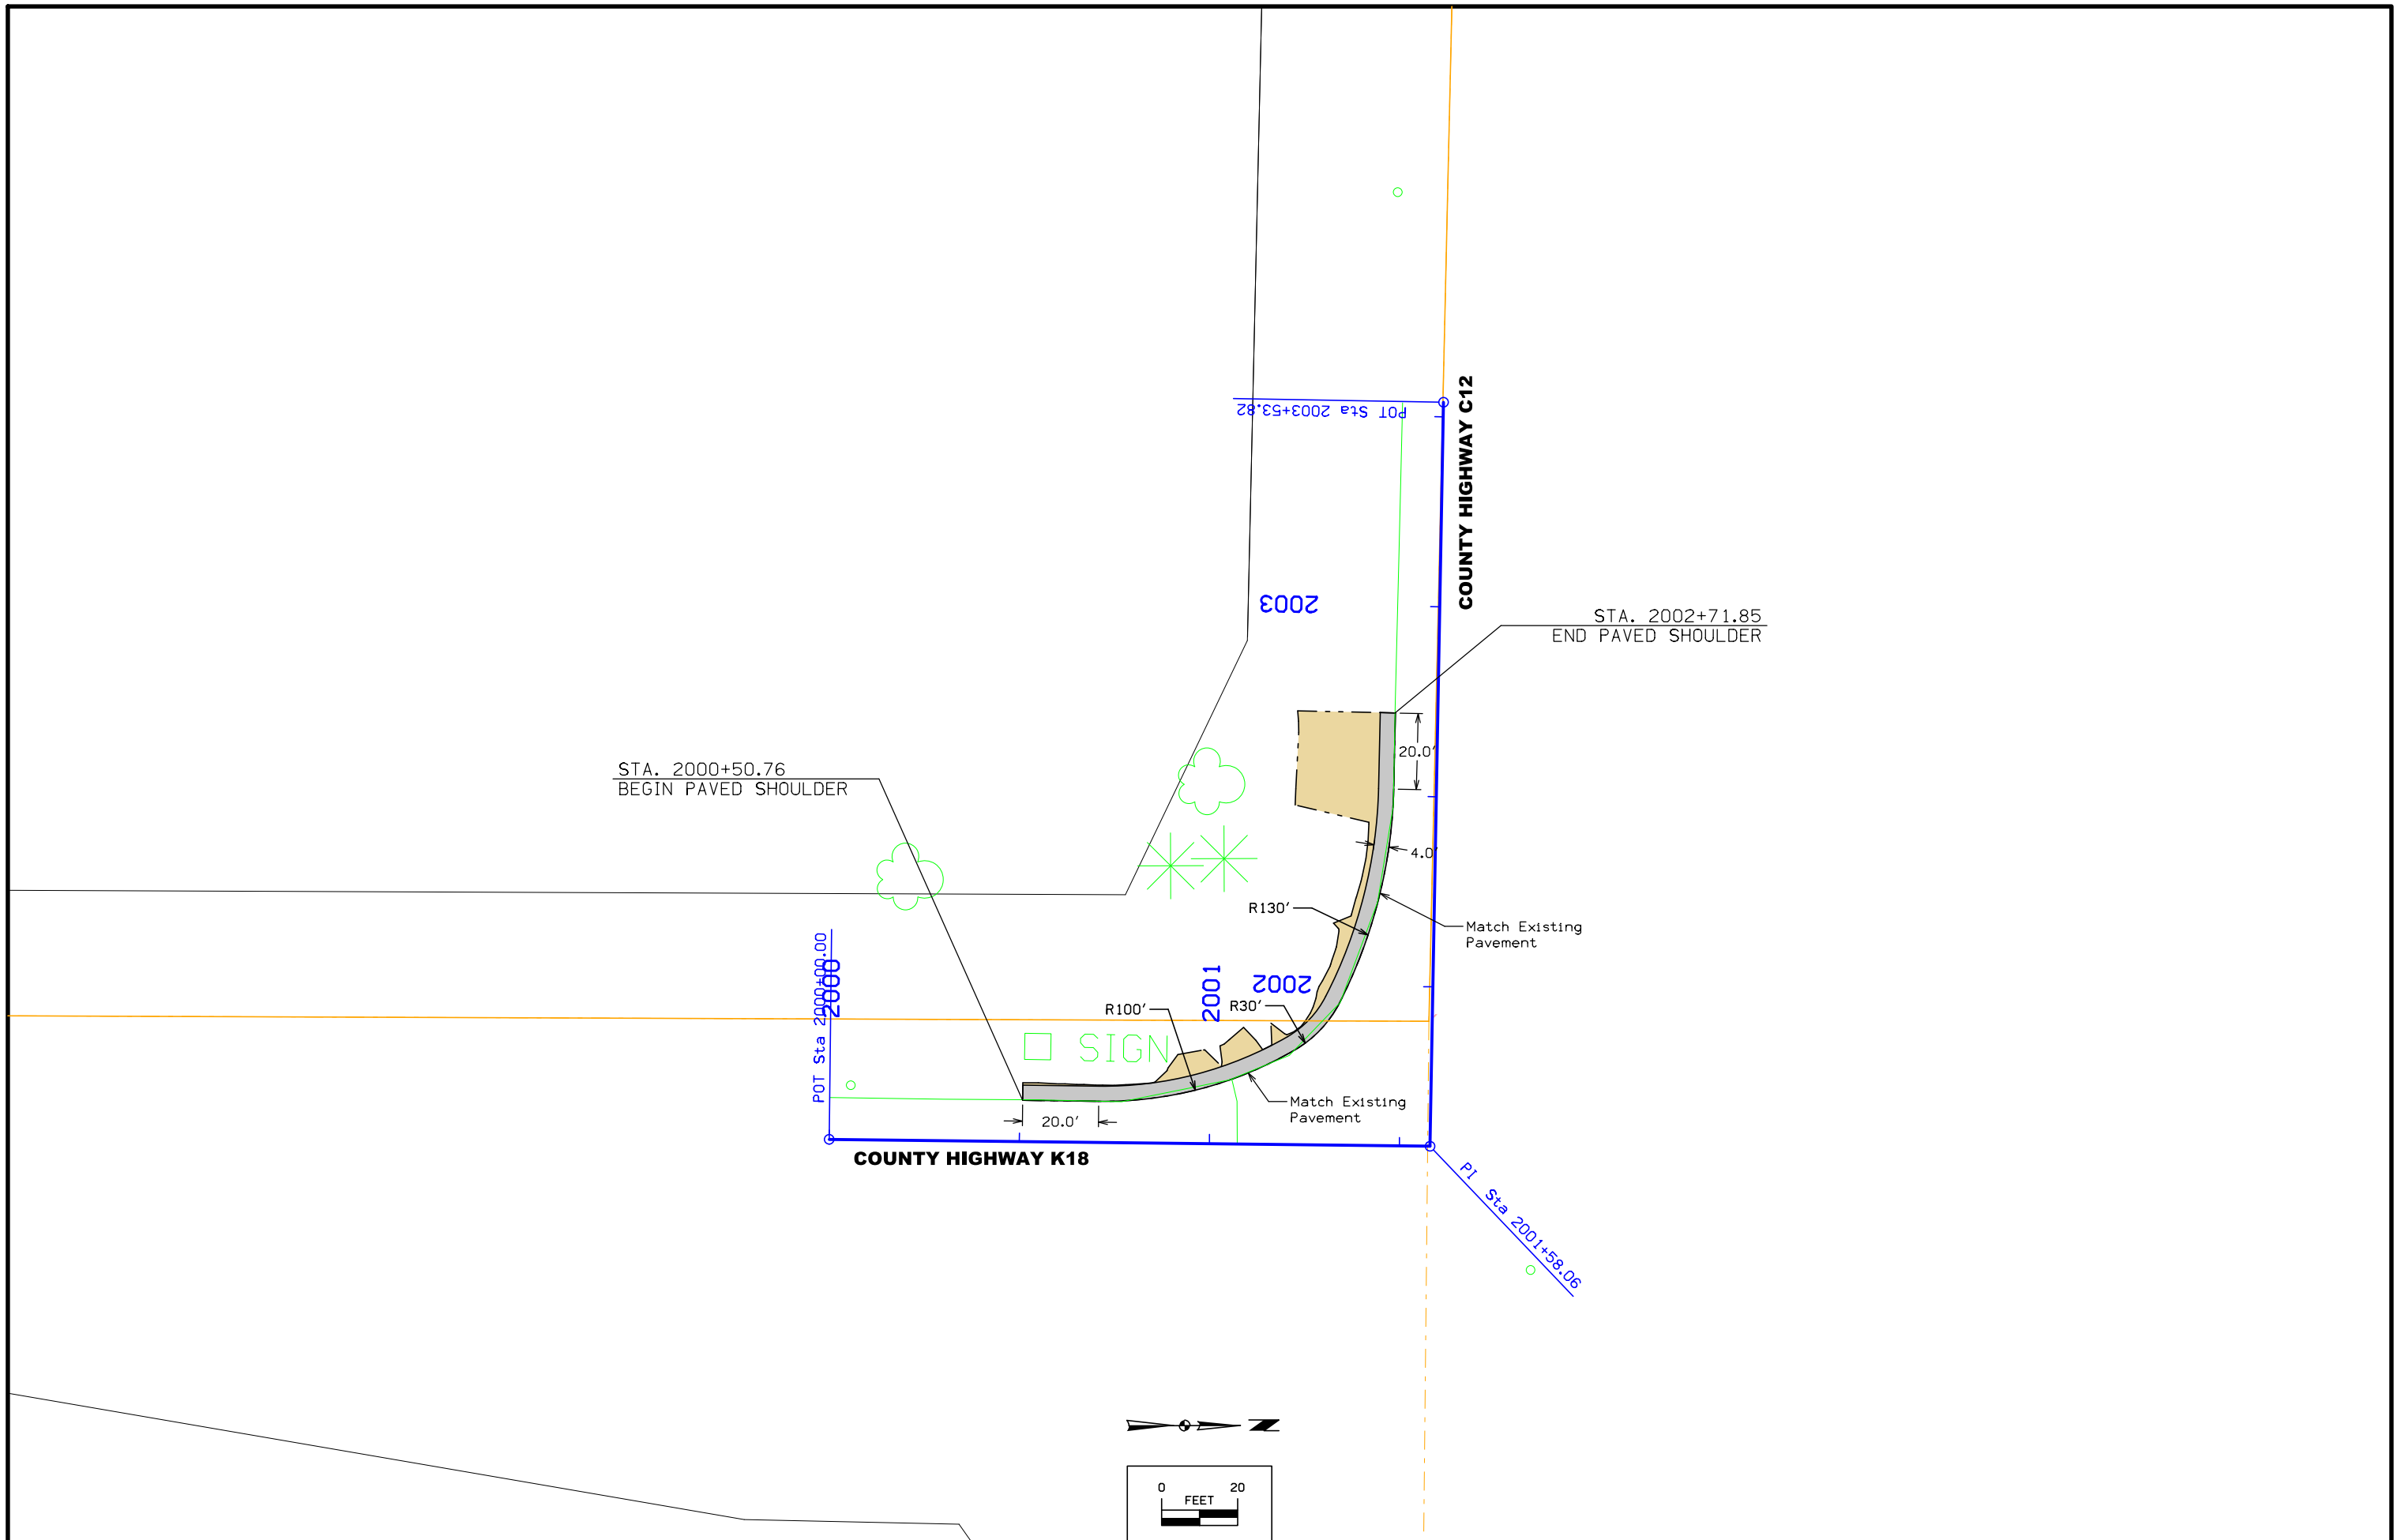 POT Sta 2003+53.82
COUNTY HIGHWAY C12
2003
STA. 2002+71.85
END PAVED SHOULDER
20.0'
STA. 2000+50.76
BEGIN PAVED SHOULDER
4.0'
R130'
Match Existing
Pavement
POT Sta 2000+00.00
2000
2001
2002
R100'
R30'
SIGN
Match Existing
Pavement
20.0'
COUNTY HIGHWAY K18
PI Sta 2001+58.06
N
0 20
FEET